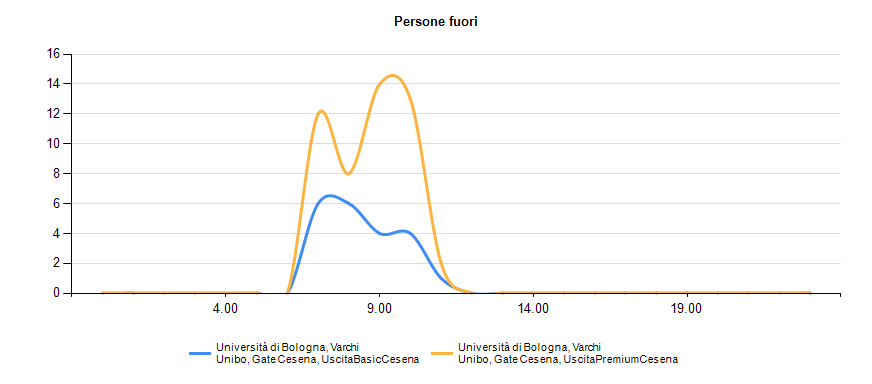 Persone fuori
16
14
12
10
8
6
4
2
0
4.00 9.00 14.00 19.00
Università di Bologna, Varchi
Unibo, Gate Cesena, UscitaBasicCesena
Università di Bologna, Varchi
Unibo, Gate Cesena, UscitaPremiumCesena